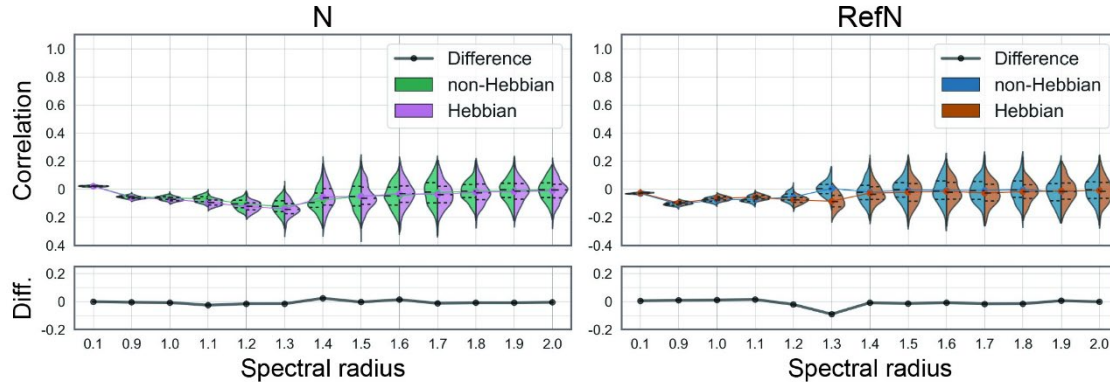 N
RefN
Correlation
1.0
0.8
0.6
0.4
0.2
0
0.2
0.4
Difference
non-Hebbian
Hebbian
1.0
0.8
0.6
0.4
0.2
0
-0.2
-0.4
Difference
non-Hebbian
Hebbian
Diff.
0.2
0
-0.2
0.2
0
-0.2
0.1 0.9 1.0 1.1 1.2 1.3 1.4 1.5 1.6 1.7 1.8 1.9 2.0
0.1 0.9 1.0 1.1 1.2 1.3 1.4 1.5 1.6 1.7 1.8 1.9 2.0
Spectral radius
Spectral radius